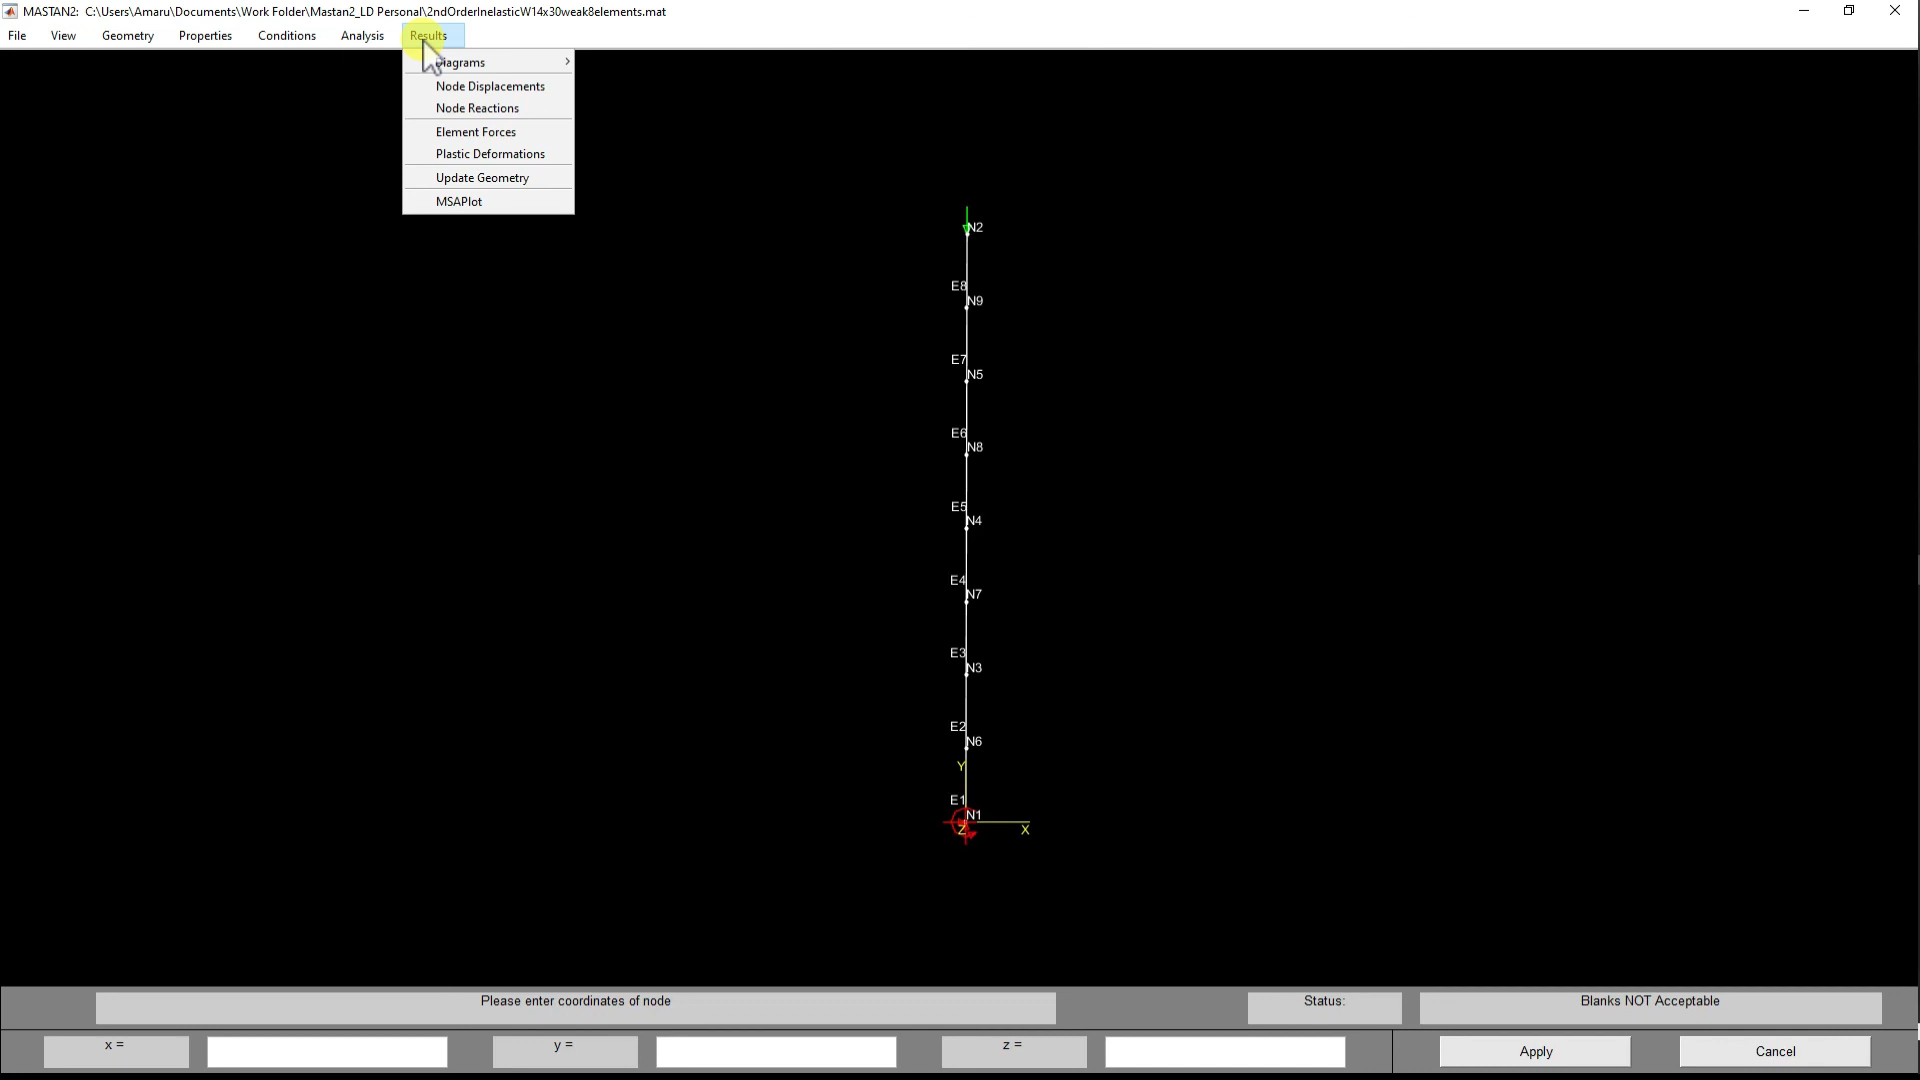 MASTAN2: C:\Users\Amaru\Documents\Work Folder\Mastan2_LD Personal\2ndOrderInelasticW14x30weak8elements.mat
File View Geometry Properties Conditions Analysis Results
Diagrams
Node Displacements
Node Reactions
Element Forces
Plastic Deformations
Update Geometry
MSAPlot
N2
E8
N9
E7
N5
E6
N8
E5
N4
E4
N7
E3
N3
E2
N6
Y
E1
N1
Z X
Please enter coordinates of node Status: Blanks NOT Acceptable
x = y = z = Apply Cancel